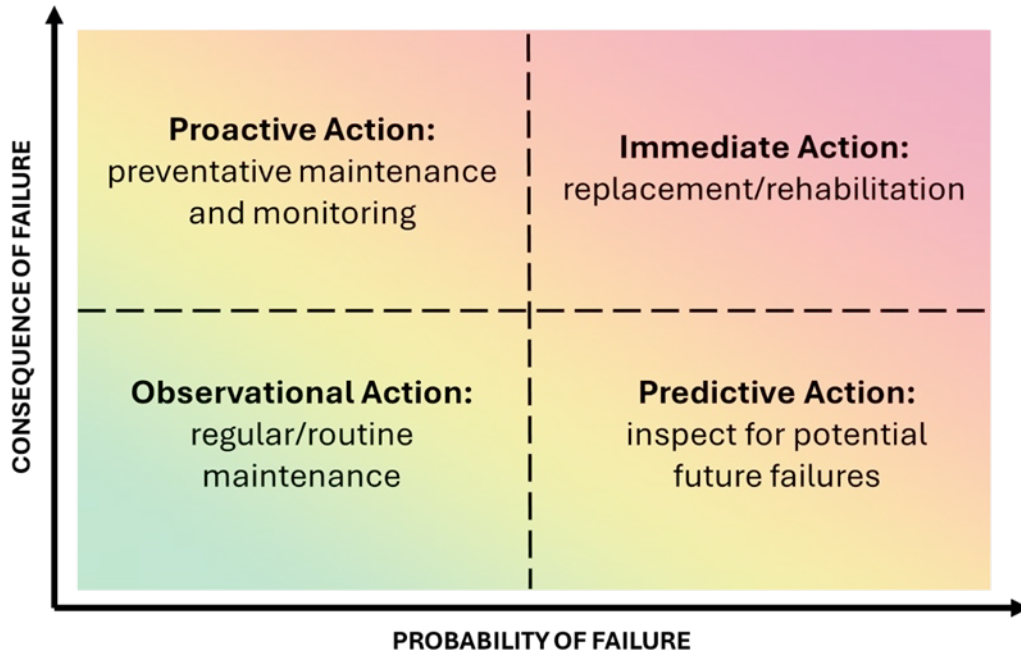 CONSEQUENCE OF FAILURE
Proactive Action:
preventative maintenance
and monitoring
Immediate Action:
replacement/rehabilitation
Observational Action:
regular/routine
maintenance
Predictive Action:
inspect for potential
future failures
PROBABILITY OF FAILURE